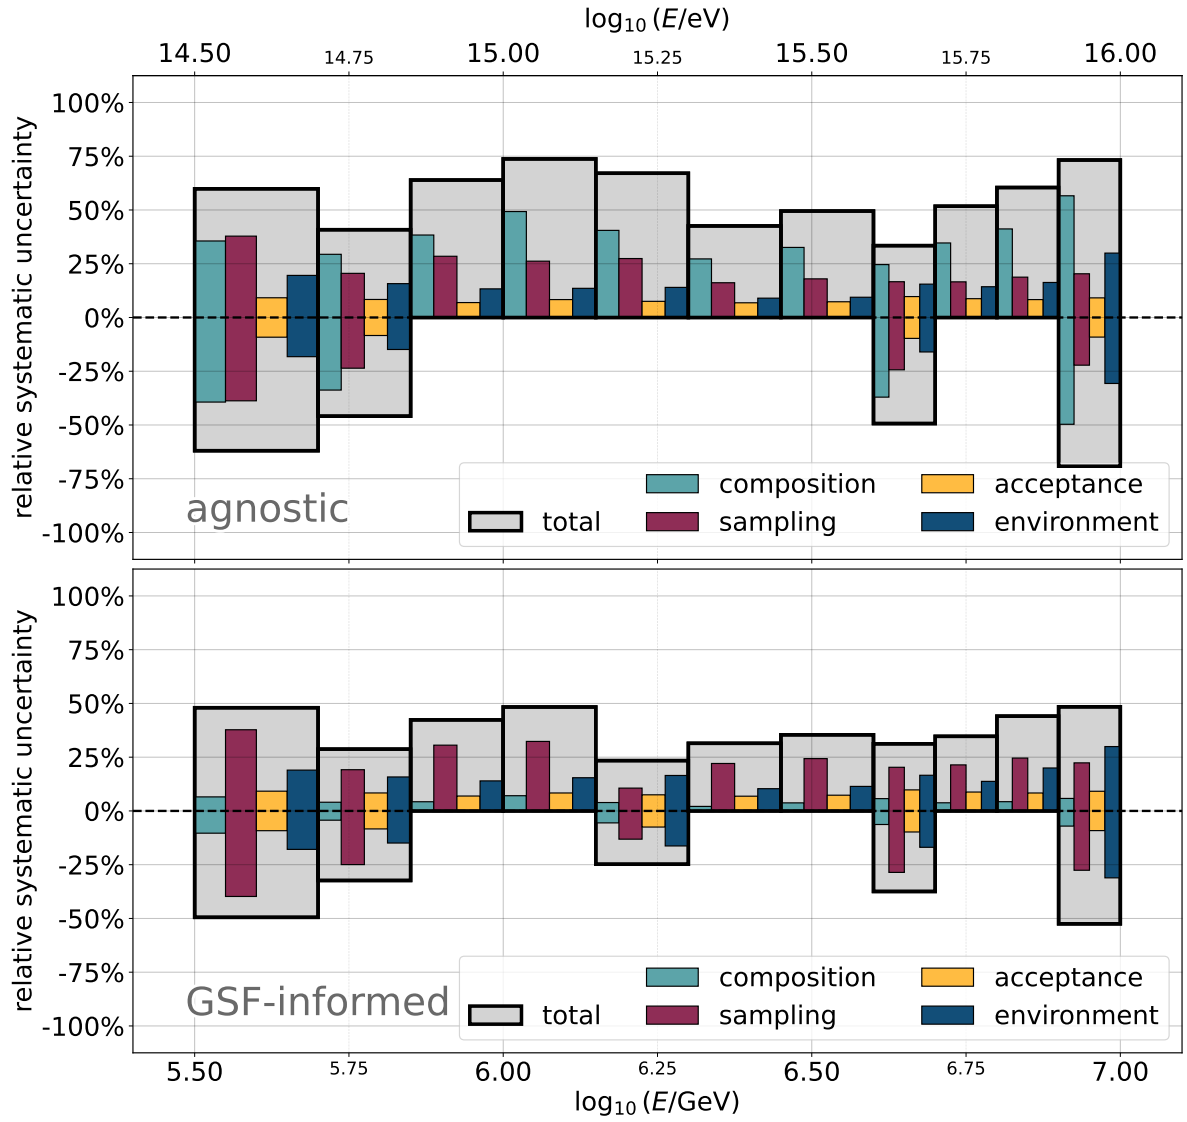 log10 (E/eV)
14.50 14.75 15.00 15.25 15.50 15.75 16.00
relative systematic uncertainty
100%
75%
50%
25%
0%
-25%
-50%
-75%
-100%
agnostic
total
composition
sampling
acceptance
environment
relative systematic uncertainty
100%
75%
50%
25%
0%
-25%
-50%
-75%
-100%
GSF-informed
total
composition
sampling
acceptance
environment
5.50 5.75 6.00 6.25 6.50 6.75 7.00
log10 (E/GeV)